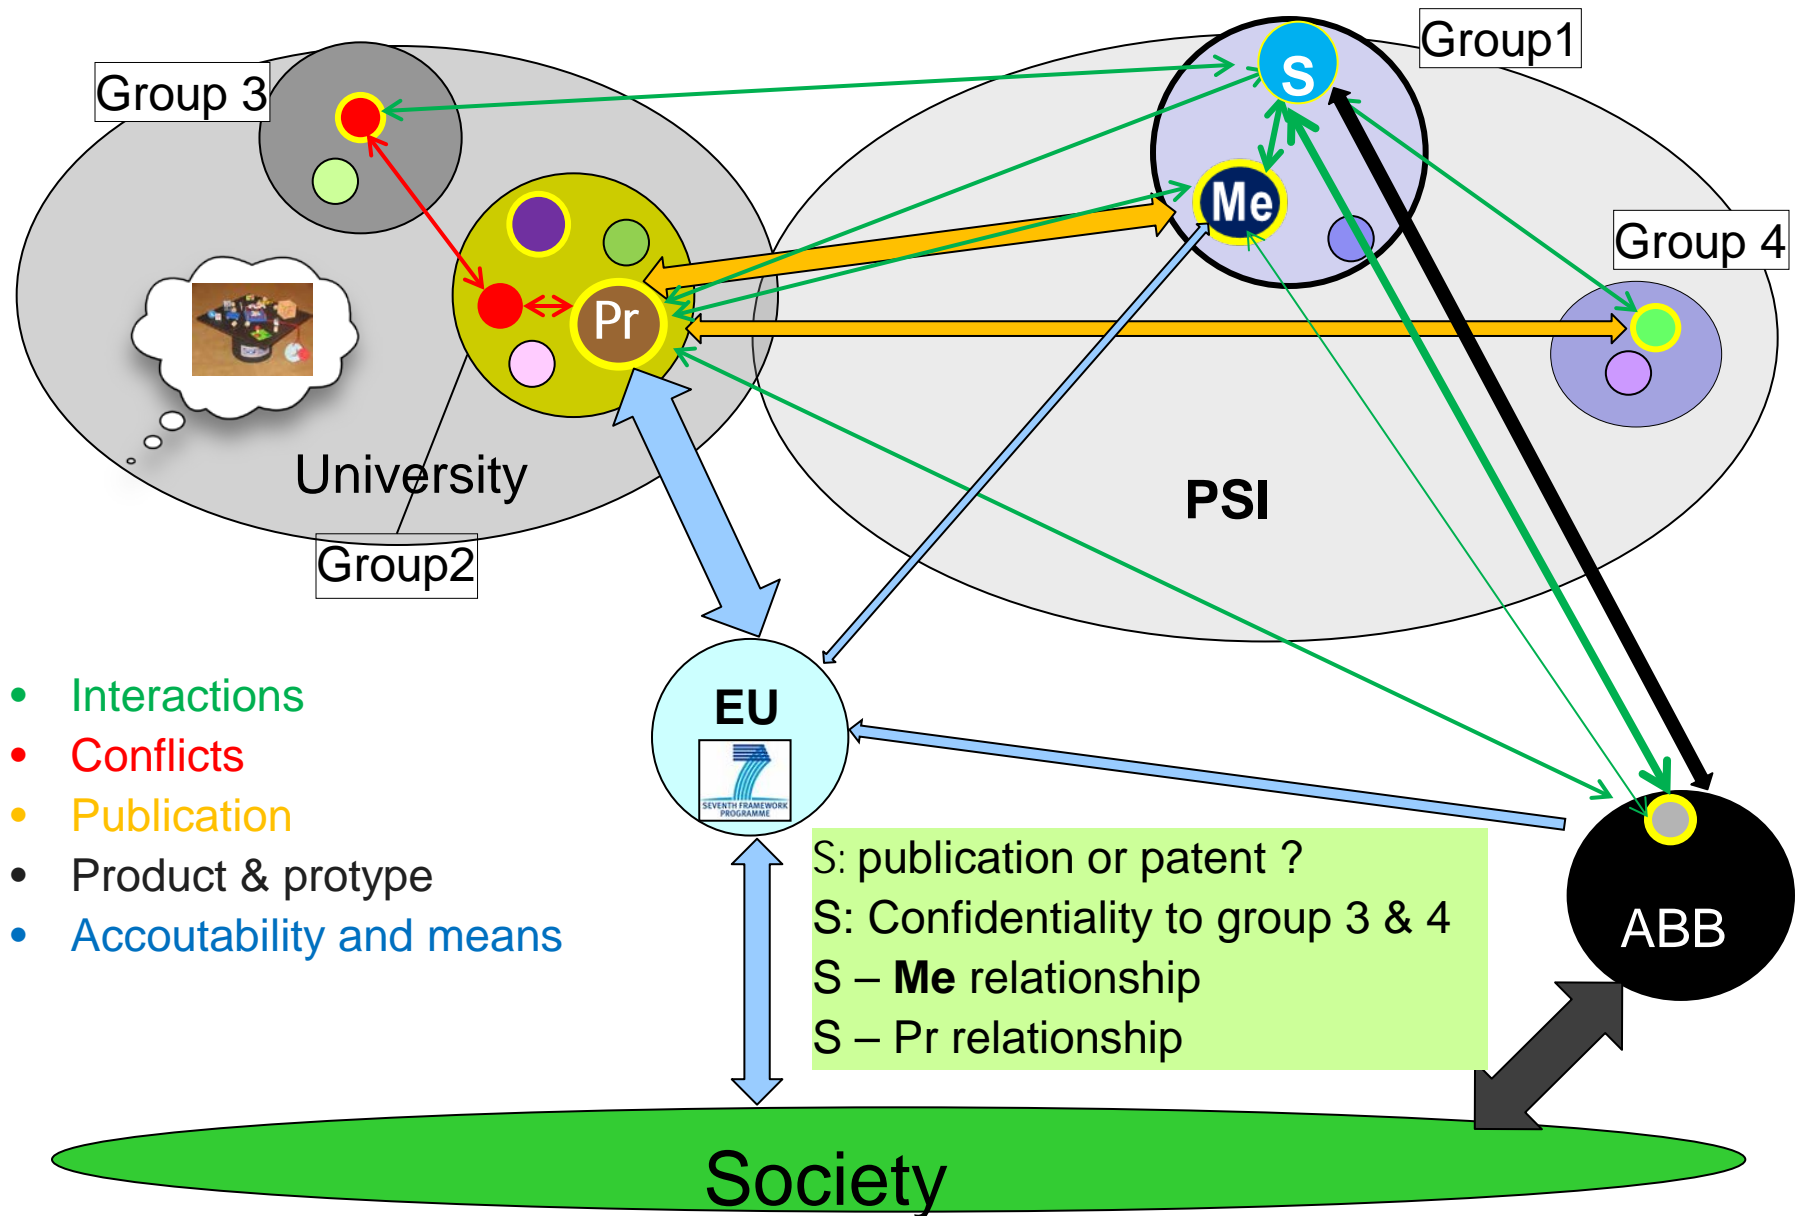 Group1
Group 3
S
Me
Group 4
Pr
University
PSI
Group2
EU
SEVENTH FRAMEWORK
PROGRAMME
• Interactions
• Conflicts
• Publication
• Product & protype
• Accoutability and means
S: publication or patent ?
S: Confidentiality to group 3 & 4
S – Me relationship
S – Pr relationship
ABB
Society